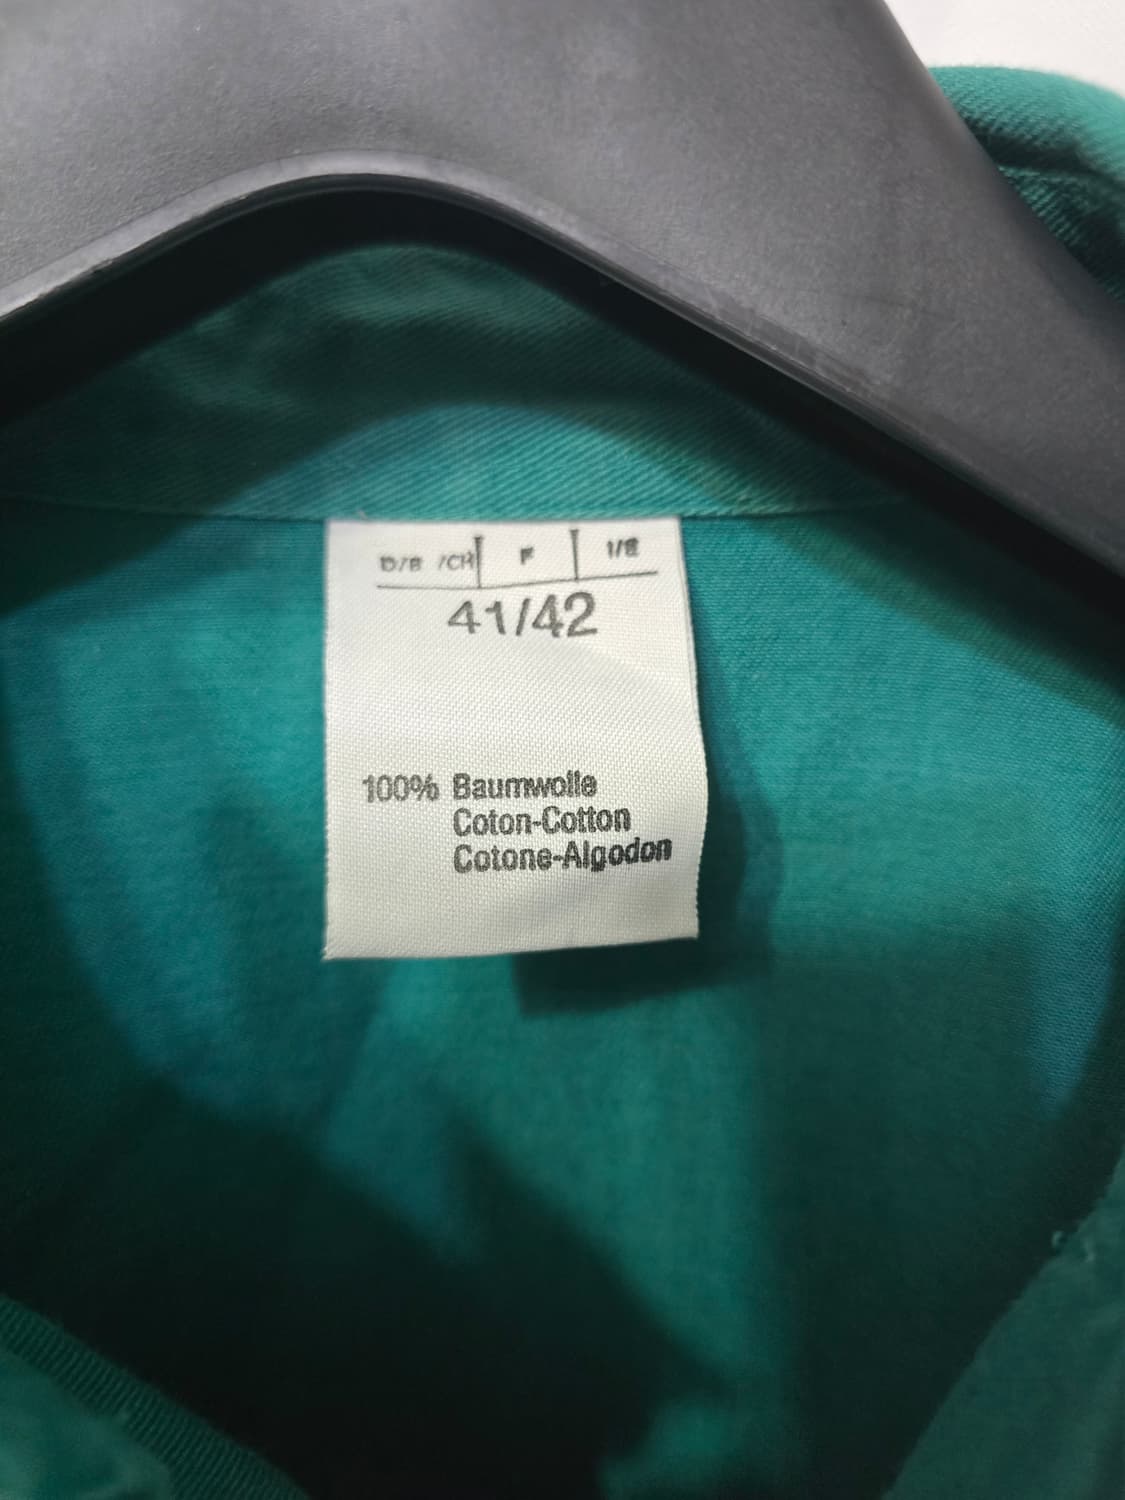 D/B /CH F I/E
41/42
100% Baumwolle
Coton-Cotton
Cotone-Algodon